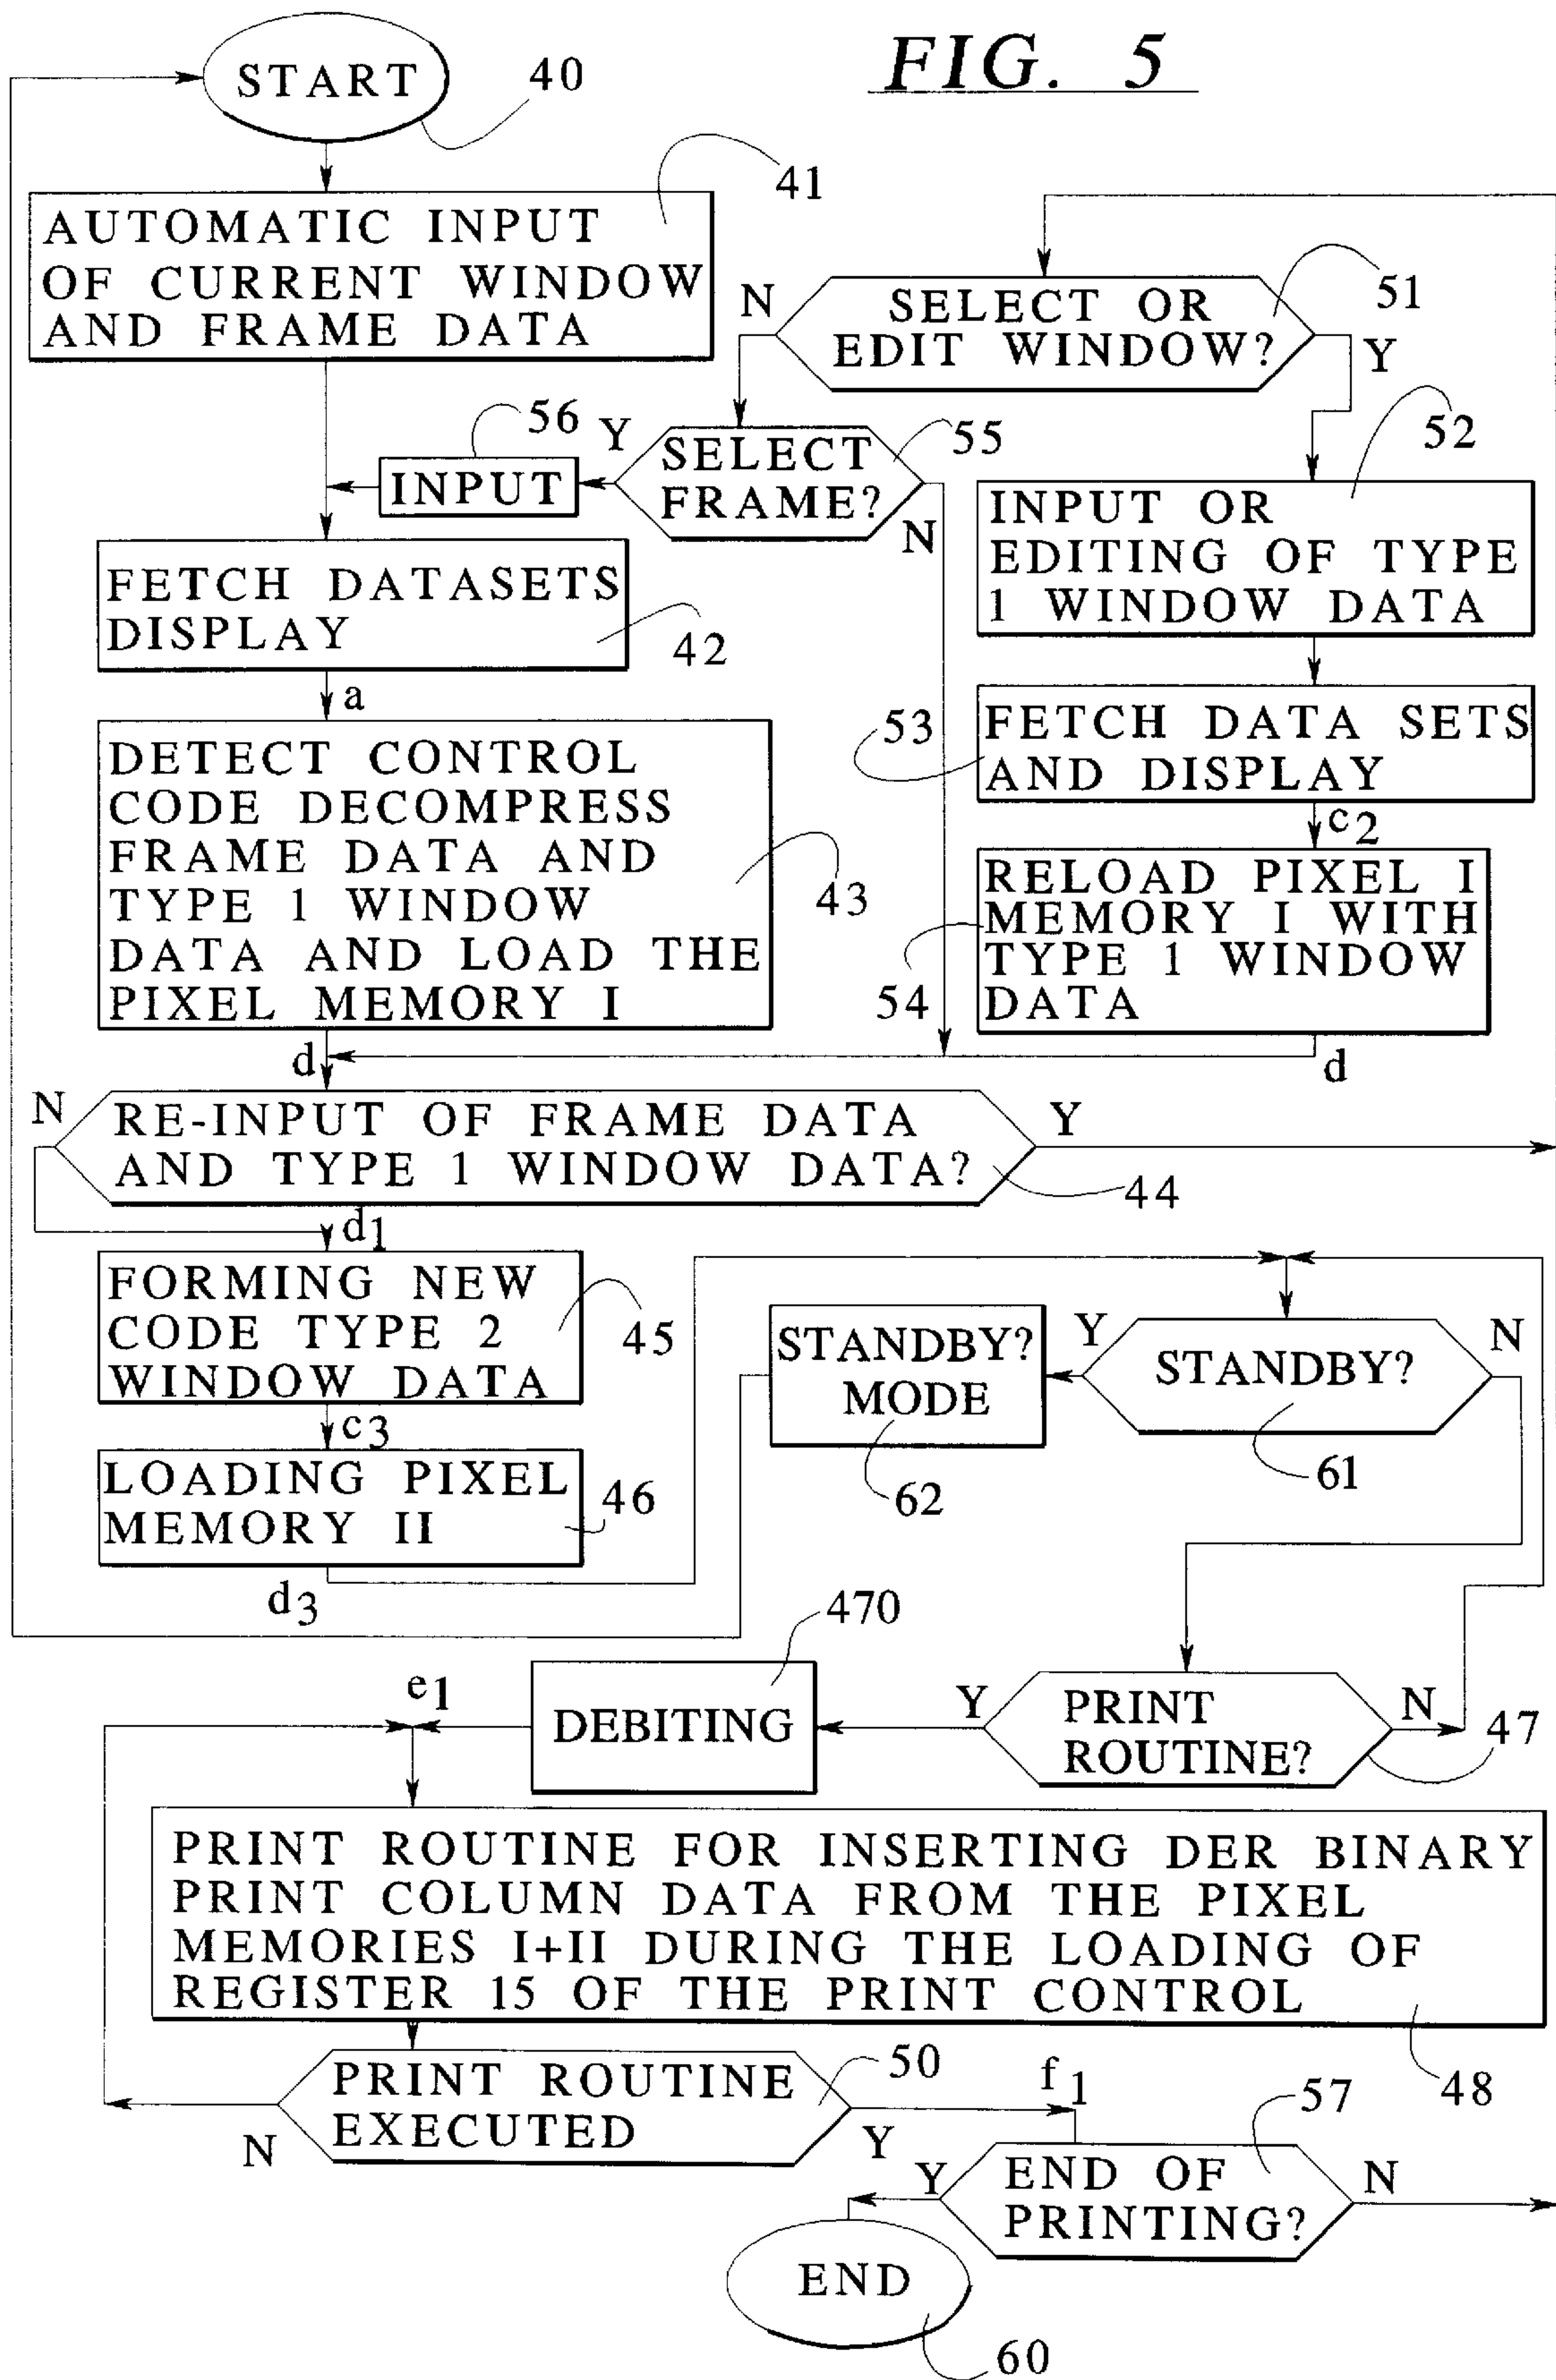 FIG. 5
START
40
41
AUTOMATIC INPUT
OF CURRENT WINDOW
AND FRAME DATA
N
SELECT OR
EDIT WINDOW?
51
Y
56
INPUT
Y
SELECT
FRAME?
55
N
52
INPUT OR
EDITING OF TYPE
1 WINDOW DATA
FETCH DATASETS
DISPLAY
42
a
53
FETCH DATA SETS
AND DISPLAY
c2
DETECT CONTROL
CODE DECOMPRESS
FRAME DATA AND
TYPE 1 WINDOW
DATA AND LOAD THE
PIXEL MEMORY I
43
54
RELOAD PIXEL I
MEMORY I WITH
TYPE 1 WINDOW
DATA
d
d
N
RE-INPUT OF FRAME DATA
AND TYPE 1 WINDOW DATA?
Y
44
d1
FORMING NEW
CODE TYPE 2
WINDOW DATA
45
c3
LOADING PIXEL
MEMORY II
46
d3
STANDBY?
MODE
62
Y
STANDBY?
N
61
470
e1
DEBITING
Y
PRINT
ROUTINE?
N
47
PRINT ROUTINE FOR INSERTING DER BINARY
PRINT COLUMN DATA FROM THE PIXEL
MEMORIES I+II DURING THE LOADING OF
REGISTER 15 OF THE PRINT CONTROL
48
PRINT ROUTINE
EXECUTED
50
N
Y
f1
57
Y
END OF
PRINTING?
N
END
60